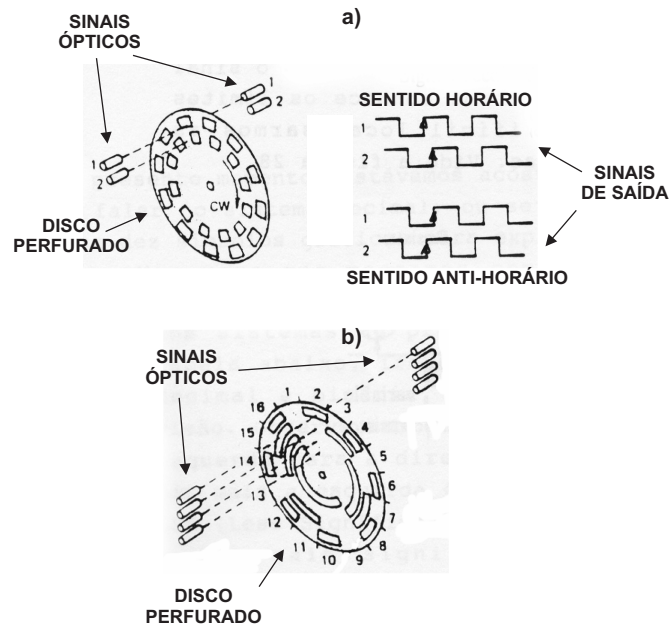 a)
SINAIS
ÓPTICOS
1
2
1
2
CW
DISCO
PERFURADO
SENTIDO HORÁRIO
1
2
SINAIS
DE SAÍDA
2
SENTIDO ANTI-HORÁRIO
b)
SINAIS
ÓPTICOS
1
2
3
4
5
6
7
8
9
10
11
12
13
14
15
16
DISCO
PERFURADO